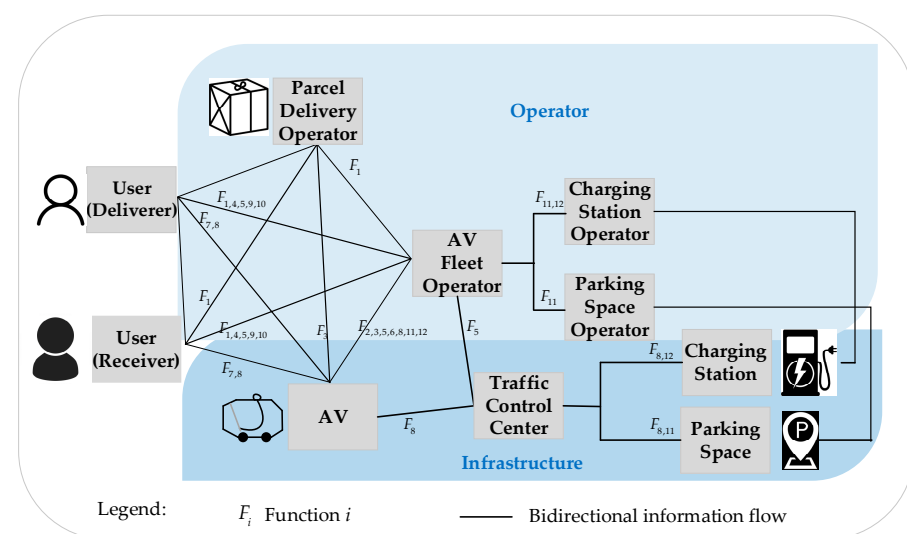 Parcel
Delivery
Operator
Operator
F₁
User
(Deliverer)
F₁,₄,₅,₉,₁₀
F₇,₈
F₁₁,₁₂
Charging
Station
Operator
AV
Fleet
Operator
F₁₁
Parking
Space
Operator
F₁
F₁,₄,₅,₉,₁₀
F₃
F₂,₃,₅,₆,₈,₁₁,₁₂
F₅
User
(Receiver)
F₇,₈
F₈,₁₂
Charging
Station
AV
F₈
Traffic
Control
Center
F₈,₁₁
Parking
Space
P
Infrastructure
Legend:
Fᵢ Function i
Bidirectional information flow